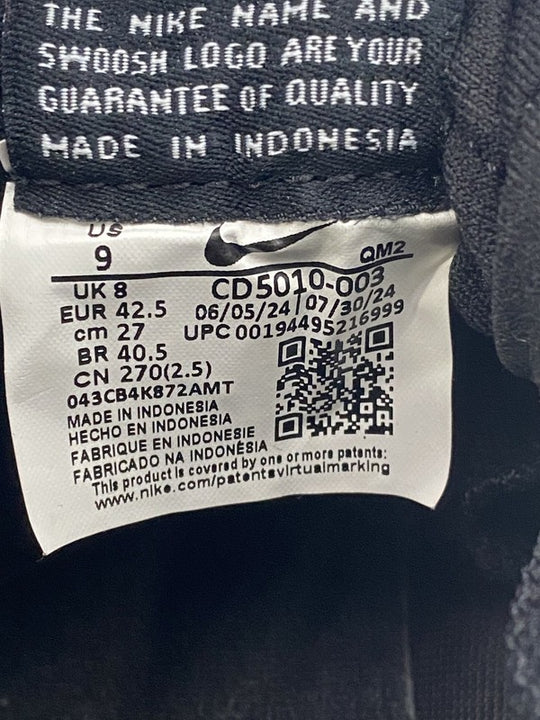 THE NIKE NAME AND
SWOOSH LOGO ARE YOUR
GUARANTEE OF QUALITY
MADE IN INDONESIA
US
9
QM2
UK 8
CD5010-003
EUR 42.5
06/05/24 | 07/30/24
cm 27
UPC 00194495216999
BR 40.5
CN 270(2.5)
043CB4K872AMT
MADE IN INDONESIA
HECHO EN INDONESIA
FABRIQUE EN INDONESIE
FABRICADO NA INDONÉSIA
This product is covered by one or more patents:
www.nike.com/patentsvirtualmarking